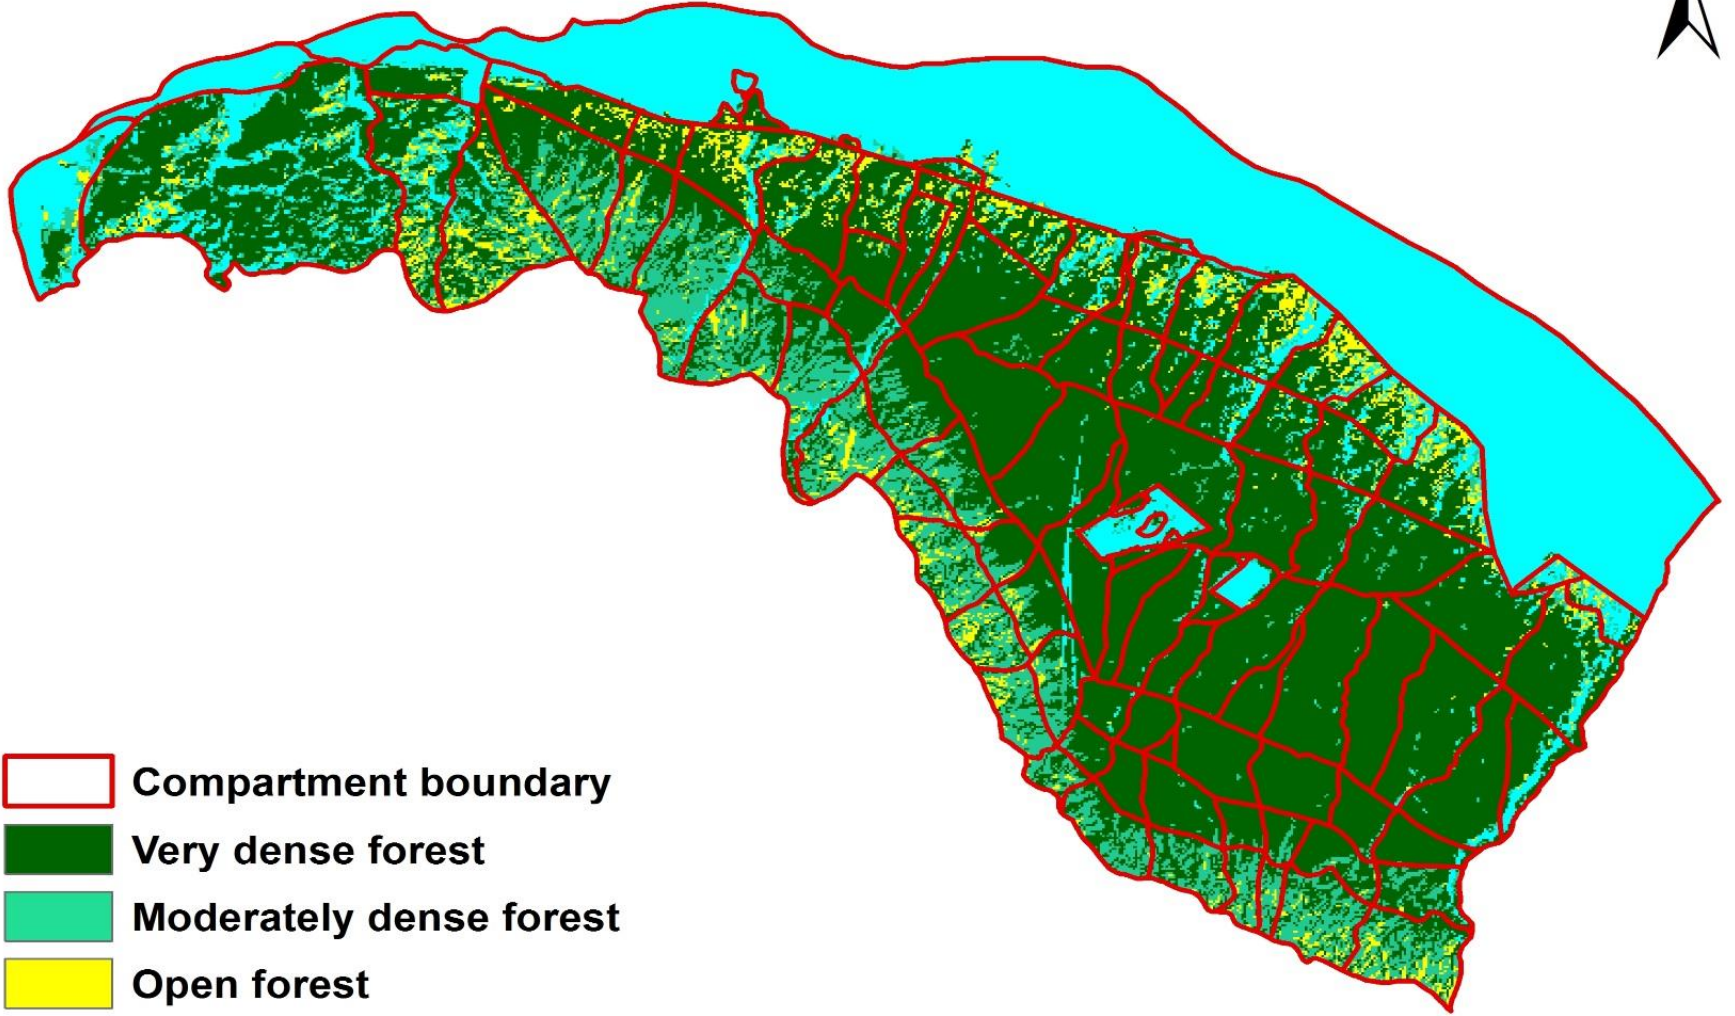 Compartment boundary
Very dense forest
Moderately dense forest
Open forest